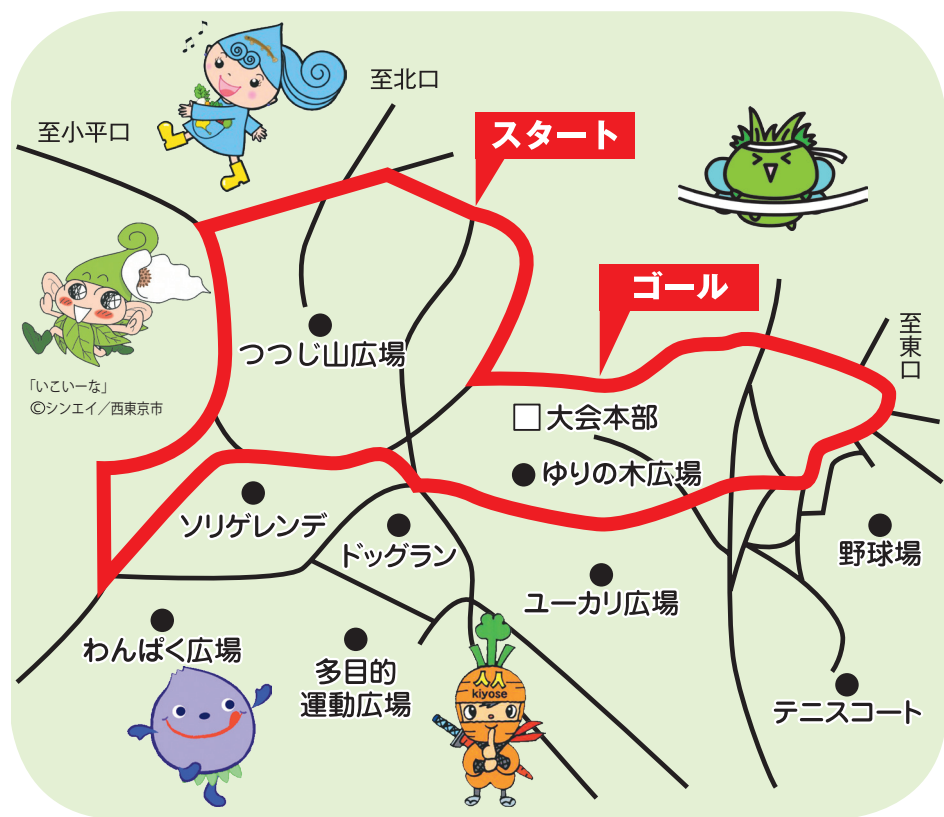 至北口
至小平口
スタート
ゴール
至東口
つつじ山広場
「いこいーな」
©シンエイ／西東京市
大会本部
ゆりの木広場
ソリゲレンデ
ドッグラン
野球場
ユーカリ広場
わんぱく広場
多目的
運動広場
kiyose
テニスコート